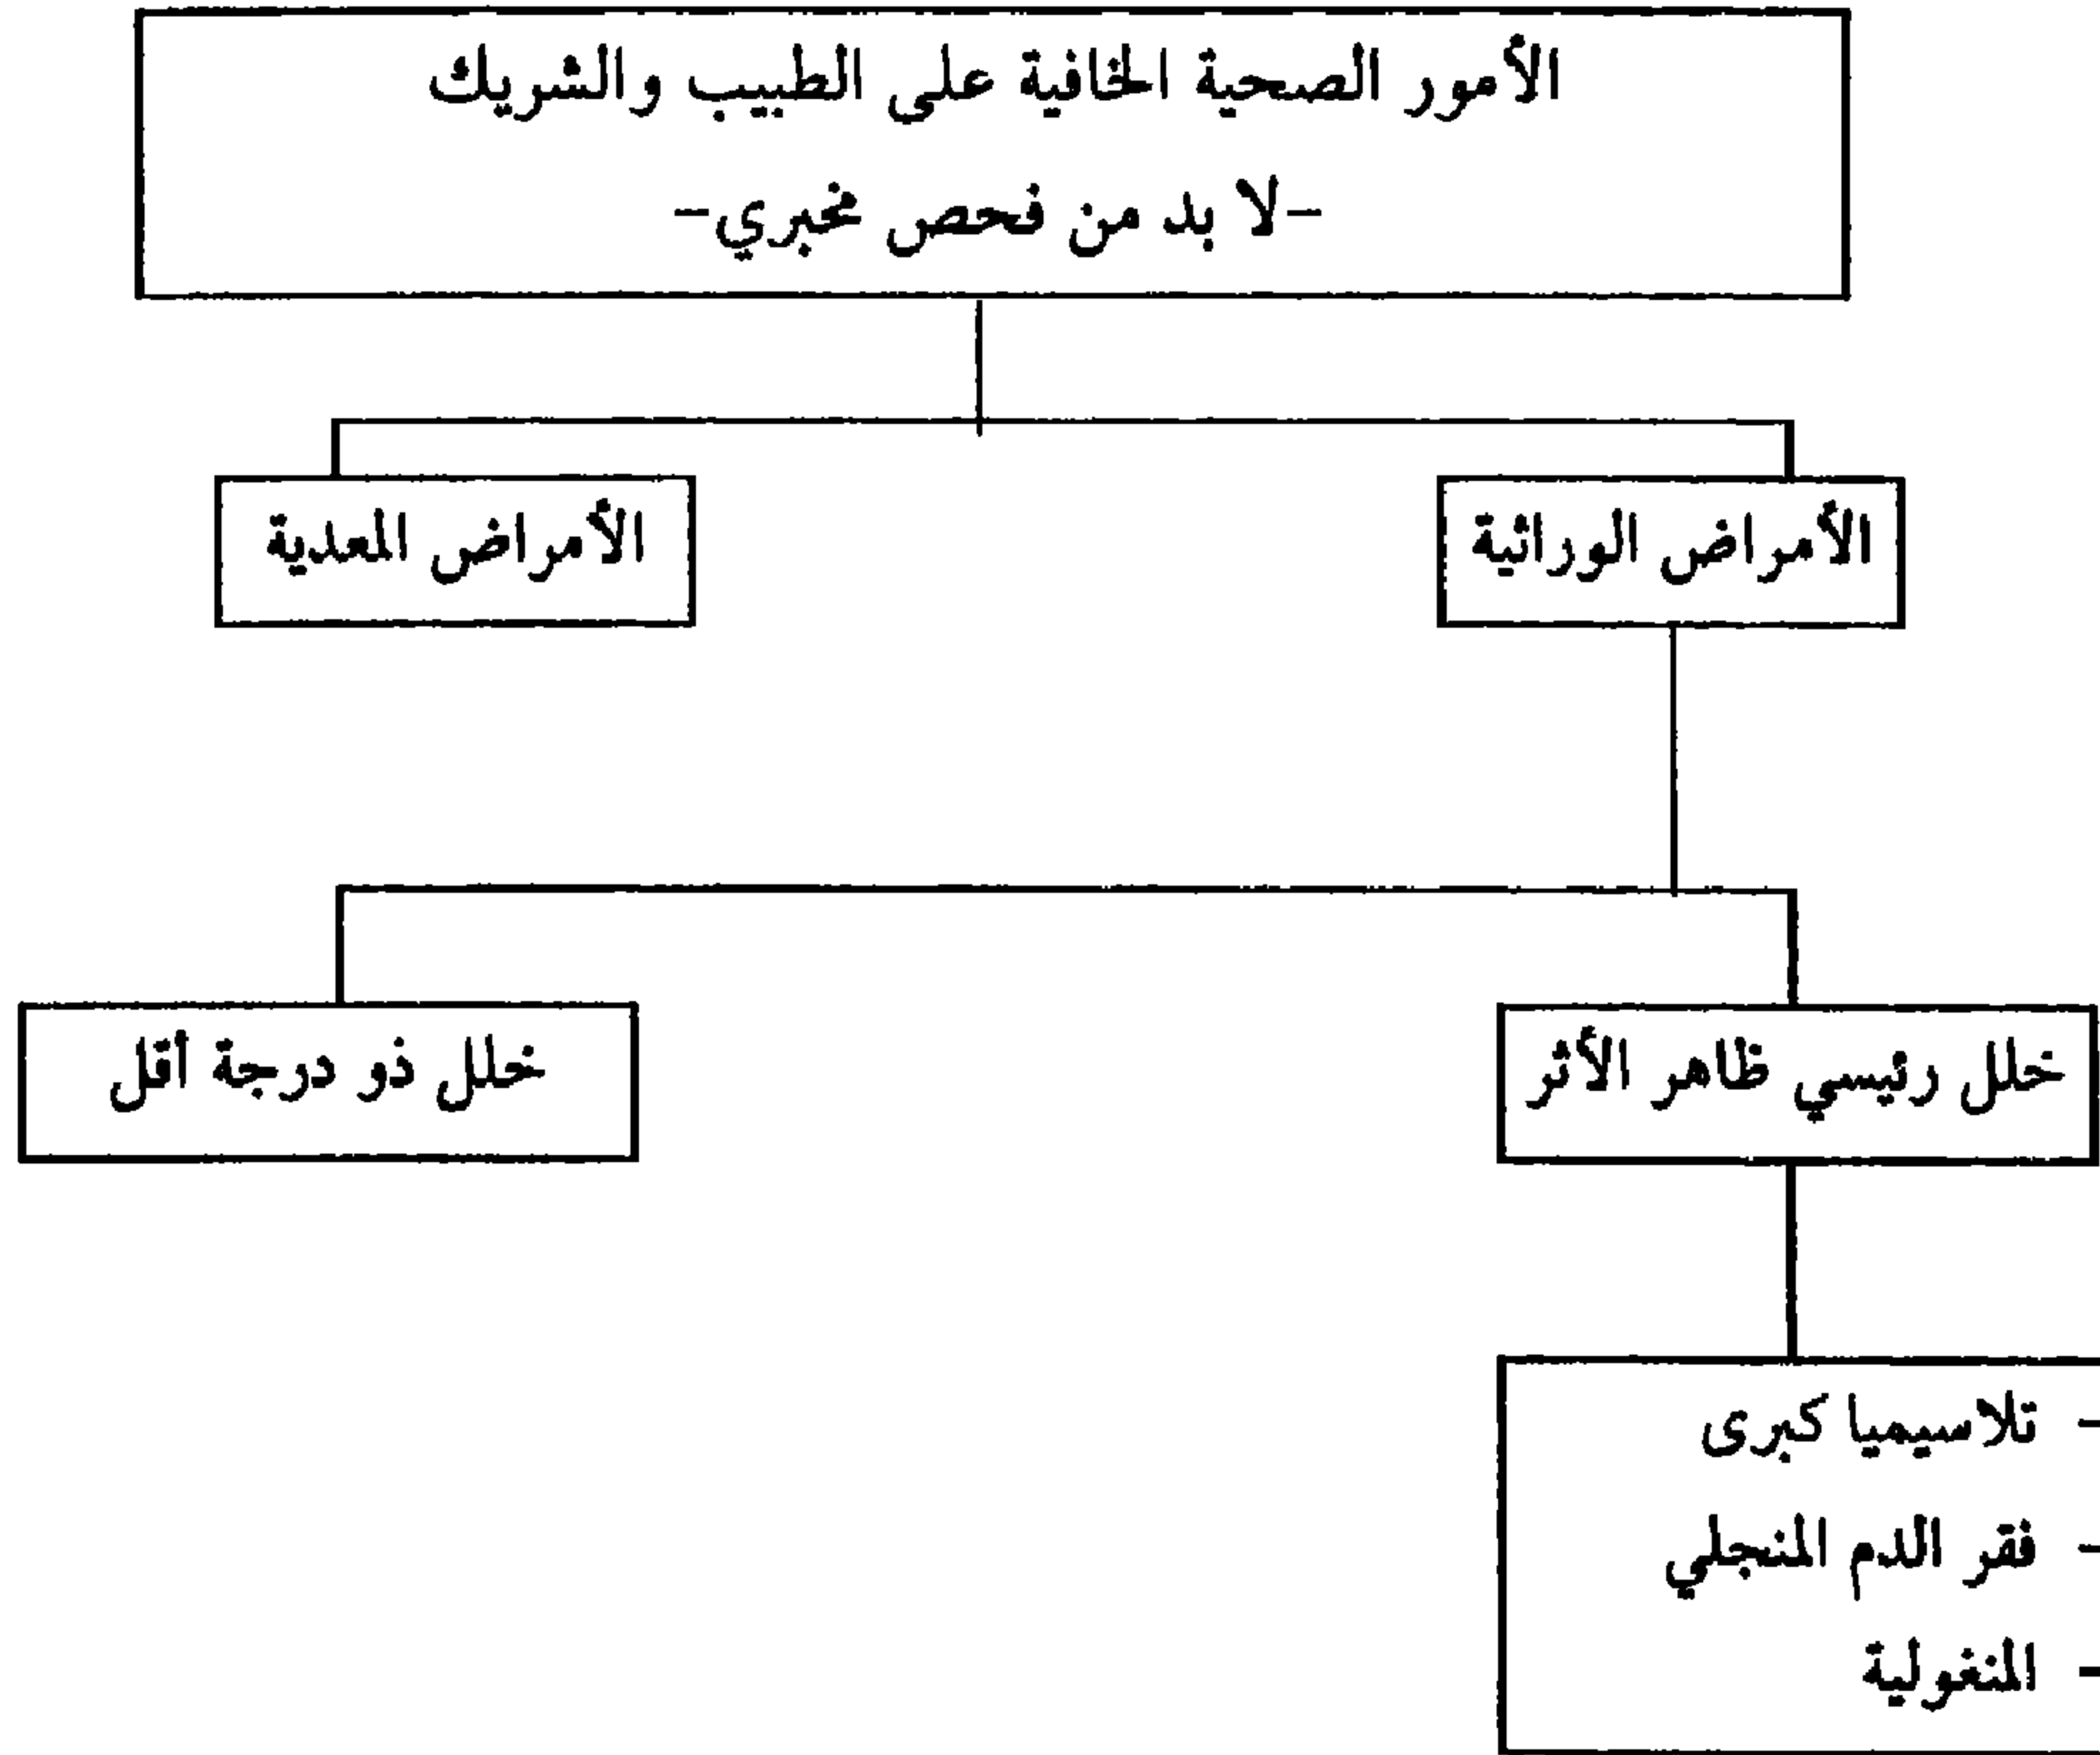 الأمور الصحية الخافية على الطبيب والشريك
-لا بد من فحص مخبري-
الأمراض الوراثية
الأمراض المعدية
خلل رئيسي ظاهر الأثر
خلل ذو درجة أقل
- تلاسيميا كبرى
- فقر الدم المنجلي
- المنغولية